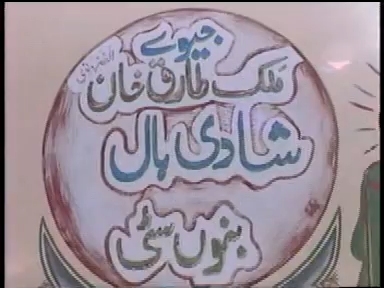 جیوے
ملک طارق خان
شادی ہال
بنوں سٹی